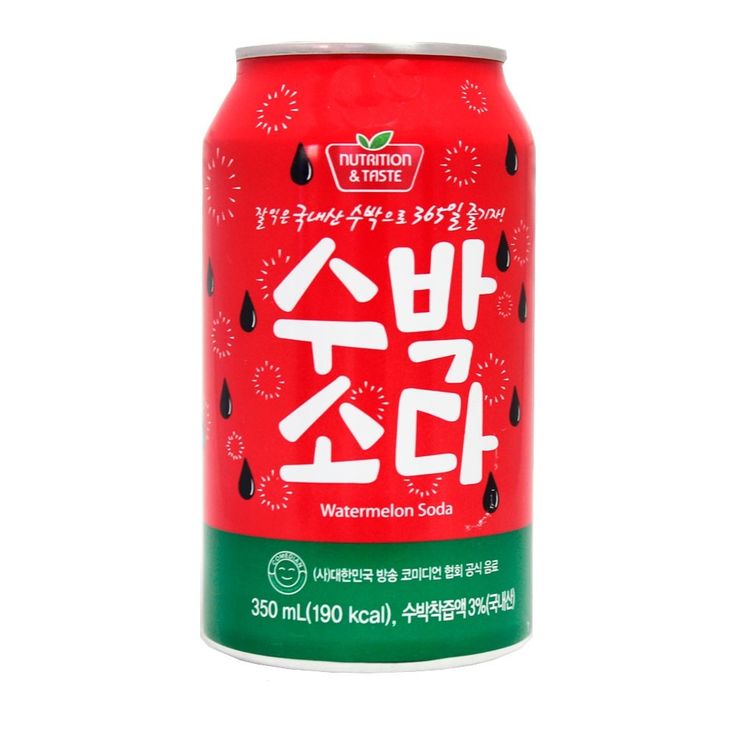 NUTRITION
& TASTE
잘 익은 국내산 수박으로 365일 즐기자!
수박
소다
Watermelon Soda
COMEDIAN
(사)대한민국 방송 코미디언 협회 공식 음료
350 mL(190 kcal), 수박착즙액 3%(국내산)